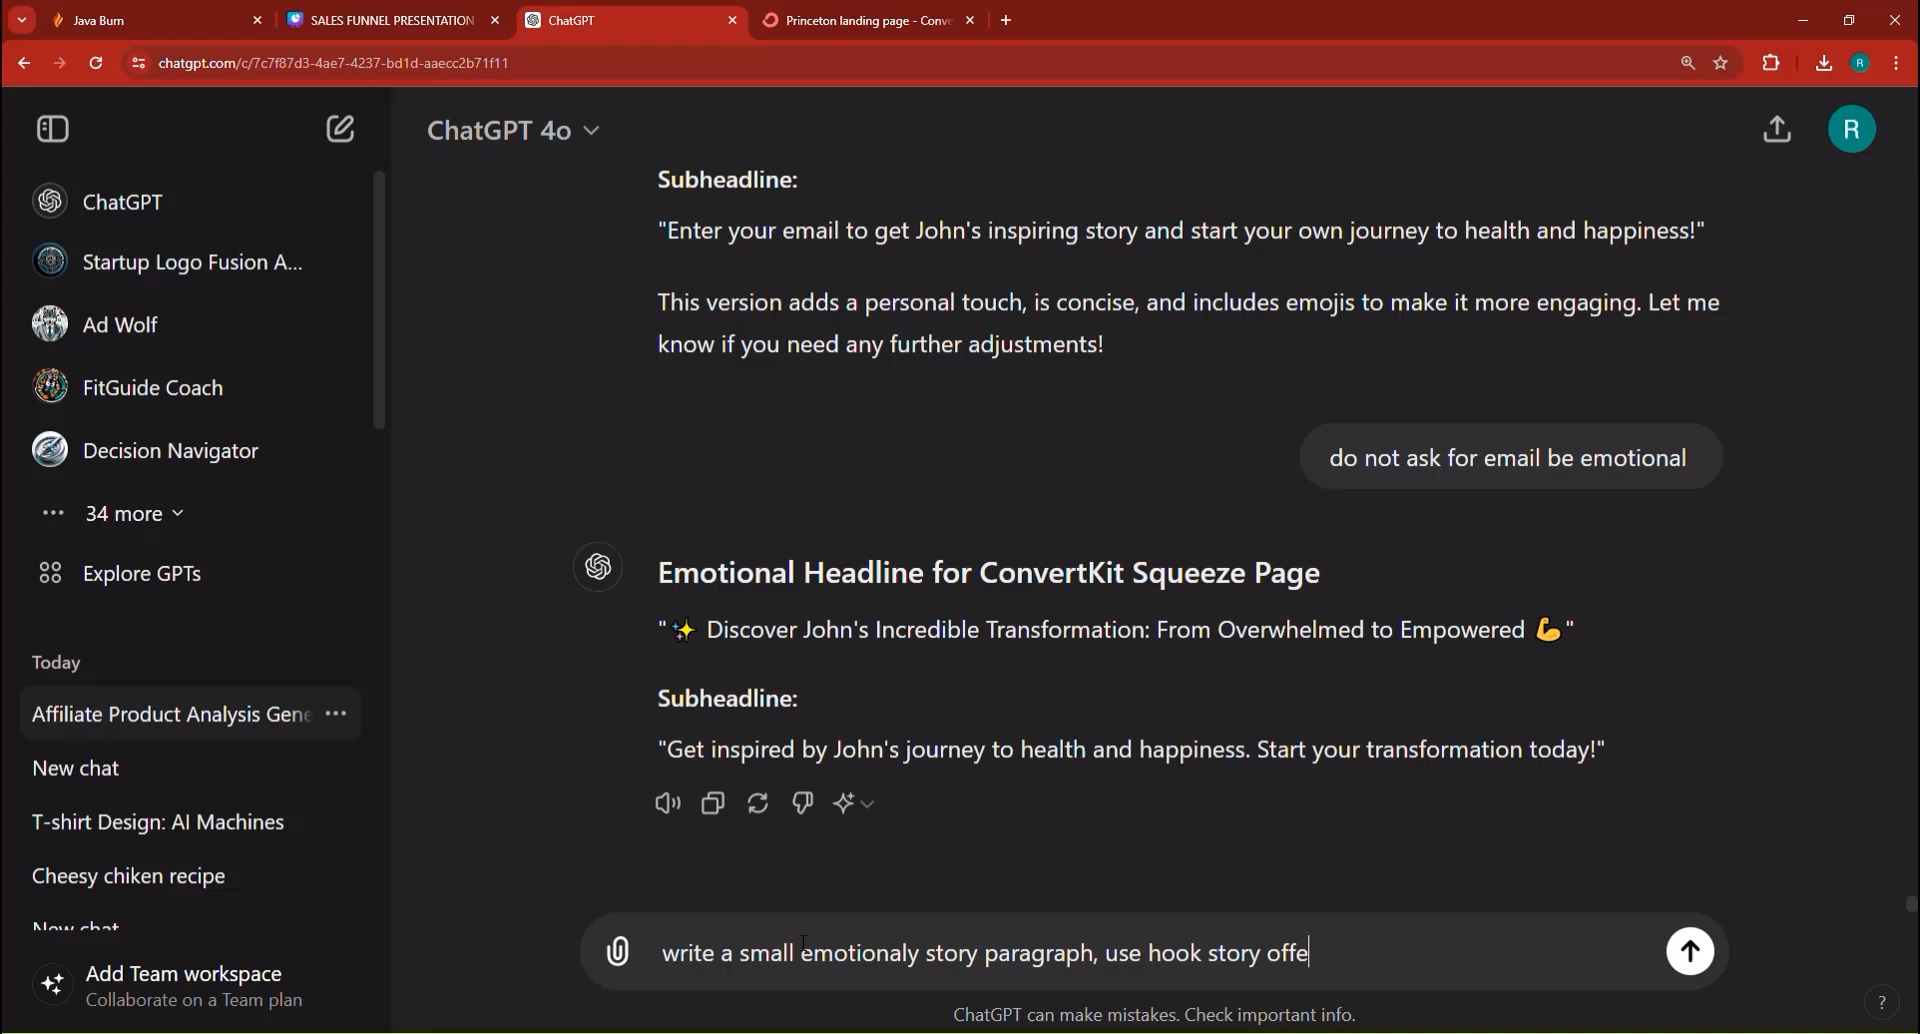 Java Burn
SALES FUNNEL PRESENTATION
ChatGPT
Princeton landing page - Conve
chatgpt.com/c/7c7f87d3-4ae7-4237-bd1d-aaecc2b71f11
R
ChatGPT 4o
R
ChatGPT
Startup Logo Fusion A...
Ad Wolf
FitGuide Coach
Decision Navigator
34 more
Explore GPTs
Today
Affiliate Product Analysis Gene
New chat
T-shirt Design: AI Machines
Cheesy chiken recipe
New chat
Add Team workspace
Collaborate on a Team plan
Subheadline:
"Enter your email to get John's inspiring story and start your own journey to health and happiness!"
This version adds a personal touch, is concise, and includes emojis to make it more engaging. Let me
know if you need any further adjustments!
do not ask for email be emotional
Emotional Headline for ConvertKit Squeeze Page
"✨ Discover John's Incredible Transformation: From Overwhelmed to Empowered 💪"
Subheadline:
"Get inspired by John's journey to health and happiness. Start your transformation today!"
write a small emotionaly story paragraph, use hook story offe
ChatGPT can make mistakes. Check important info.
?